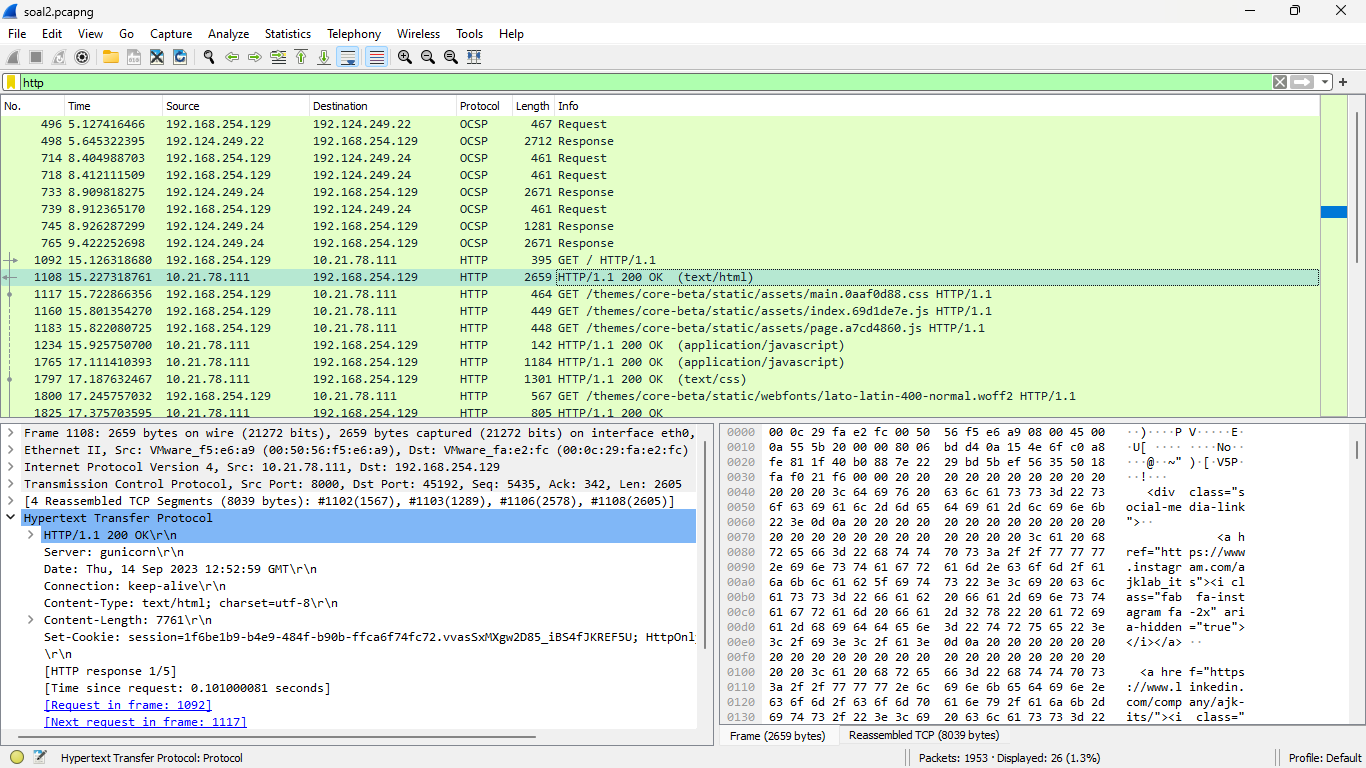 soal2.pcapng
File Edit View Go Capture Analyze Statistics Telephony Wireless Tools Help
http
No. Time Source Destination Protocol Length Info
496 5.127416466 192.168.254.129 192.124.249.22 OCSP 467 Request
498 5.645322395 192.124.249.22 192.168.254.129 OCSP 2712 Response
714 8.404988703 192.168.254.129 192.124.249.24 OCSP 461 Request
718 8.412111509 192.168.254.129 192.124.249.24 OCSP 461 Request
733 8.909818275 192.124.249.24 192.168.254.129 OCSP 2671 Response
739 8.912365170 192.168.254.129 192.124.249.24 OCSP 461 Request
745 8.926287299 192.124.249.24 192.168.254.129 OCSP 1281 Response
765 9.422252698 192.124.249.24 192.168.254.129 OCSP 2671 Response
1092 15.126318680 192.168.254.129 10.21.78.111 HTTP 395 GET / HTTP/1.1
1108 15.227318761 10.21.78.111 192.168.254.129 HTTP 2659 HTTP/1.1 200 OK (text/html)
1117 15.722866356 192.168.254.129 10.21.78.111 HTTP 464 GET /themes/core-beta/static/assets/main.0aaf0d88.css HTTP/1.1
1160 15.801354270 192.168.254.129 10.21.78.111 HTTP 449 GET /themes/core-beta/static/assets/index.69d1de7e.js HTTP/1.1
1183 15.822080725 192.168.254.129 10.21.78.111 HTTP 448 GET /themes/core-beta/static/assets/page.a7cd4860.js HTTP/1.1
1234 15.925750700 10.21.78.111 192.168.254.129 HTTP 142 HTTP/1.1 200 OK (application/javascript)
1765 17.111410393 10.21.78.111 192.168.254.129 HTTP 1184 HTTP/1.1 200 OK (application/javascript)
1797 17.187632467 10.21.78.111 192.168.254.129 HTTP 1301 HTTP/1.1 200 OK (text/css)
1800 17.245757032 192.168.254.129 10.21.78.111 HTTP 567 GET /themes/core-beta/static/webfonts/lato-latin-400-normal.woff2 HTTP/1.1
1825 17.375703595 10.21.78.111 192.168.254.129 HTTP 805 HTTP/1.1 200 OK
Frame 1108: 2659 bytes on wire (21272 bits), 2659 bytes captured (21272 bits) on interface eth0,
Ethernet II, Src: VMware_f5:e6:a9 (00:50:56:f5:e6:a9), Dst: VMware_fa:e2:fc (00:0c:29:fa:e2:fc)
Internet Protocol Version 4, Src: 10.21.78.111, Dst: 192.168.254.129
Transmission Control Protocol, Src Port: 8000, Dst Port: 45192, Seq: 5435, Ack: 342, Len: 2605
[4 Reassembled TCP Segments (8039 bytes): #1102(1567), #1103(1289), #1106(2578), #1108(2605)]
Hypertext Transfer Protocol
HTTP/1.1 200 OK\r\n
Server: gunicorn\r\n
Date: Thu, 14 Sep 2023 12:52:59 GMT\r\n
Connection: keep-alive\r\n
Content-Type: text/html; charset=utf-8\r\n
Content-Length: 7761\r\n
Set-Cookie: session=1f6be1b9-b4e9-484f-b90b-ffca6f74fc72.vvasSxMXgw2D85_iBS4fJKREF5U; HttpOnl
\r\n
[HTTP response 1/5]
[Time since request: 0.101000081 seconds]
[Request in frame: 1092]
[Next request in frame: 1117]
0000 00 0c 29 fa e2 fc 00 50 56 f5 e6 a9 08 00 45 00 ··)····P V·····E·
0010 0a 55 5b 20 00 00 80 06 bd d4 0a 15 4e 6f c0 a8 ·U[ ···· ····No··
0020 fe 81 1f 40 b0 88 7e 22 29 bd 5b ef 56 35 50 18 ···@··~" )·[·V5P·
0030 fa f0 21 f6 00 00 20 20 20 20 20 20 20 20 20 20 ··!···
0040 20 20 20 3c 64 69 76 20 63 6c 61 73 73 3d 22 73 <div class="s
0050 6f 63 69 61 6c 2d 6d 65 64 69 61 2d 6c 69 6e 6b ocial-me dia-link
0060 22 3e 0d 0a 20 20 20 20 20 20 20 20 20 20 20 20 ">··
0070 20 20 20 20 20 20 20 20 20 20 20 20 3c 61 20 68 <a h
0080 72 65 66 3d 22 68 74 74 70 73 3a 2f 2f 77 77 77 ref="htt ps://www
0090 2e 69 6e 73 74 61 67 72 61 6d 2e 63 6f 6d 2f 61 .instagr am.com/a
00a0 6a 6b 6c 61 62 5f 69 74 73 22 3e 3c 69 20 63 6c jklab_it s"><i cl
00b0 61 73 73 3d 22 66 61 62 20 66 61 2d 69 6e 73 74 ass="fab fa-inst
00c0 61 67 72 61 6d 20 66 61 2d 32 78 22 20 61 72 69 agram fa -2x" ari
00d0 61 2d 68 69 64 64 65 6e 3d 22 74 72 75 65 22 3e a-hidden ="true">
00e0 3c 2f 69 3e 3c 2f 61 3e 0d 0a 20 20 20 20 20 20 </i></a> ··
00f0 20 20 20 20 20 20 20 20 20 20 20 20 20 20 20 20
0100 20 20 3c 61 20 68 72 65 66 3d 22 68 74 74 70 73 <a hre f="https
0110 3a 2f 2f 77 77 77 2e 6c 69 6e 6b 65 64 69 6e 2e ://www.l inkedin.
0120 63 6f 6d 2f 63 6f 6d 70 61 6e 79 2f 61 6a 6b 2d com/comp any/ajk-
0130 69 74 73 2f 22 3e 3c 69 20 63 6c 61 73 73 3d 22 its/"><i class="
Frame (2659 bytes) Reassembled TCP (8039 bytes)
Hypertext Transfer Protocol: Protocol
Packets: 1953 · Displayed: 26 (1.3%)
Profile: Default